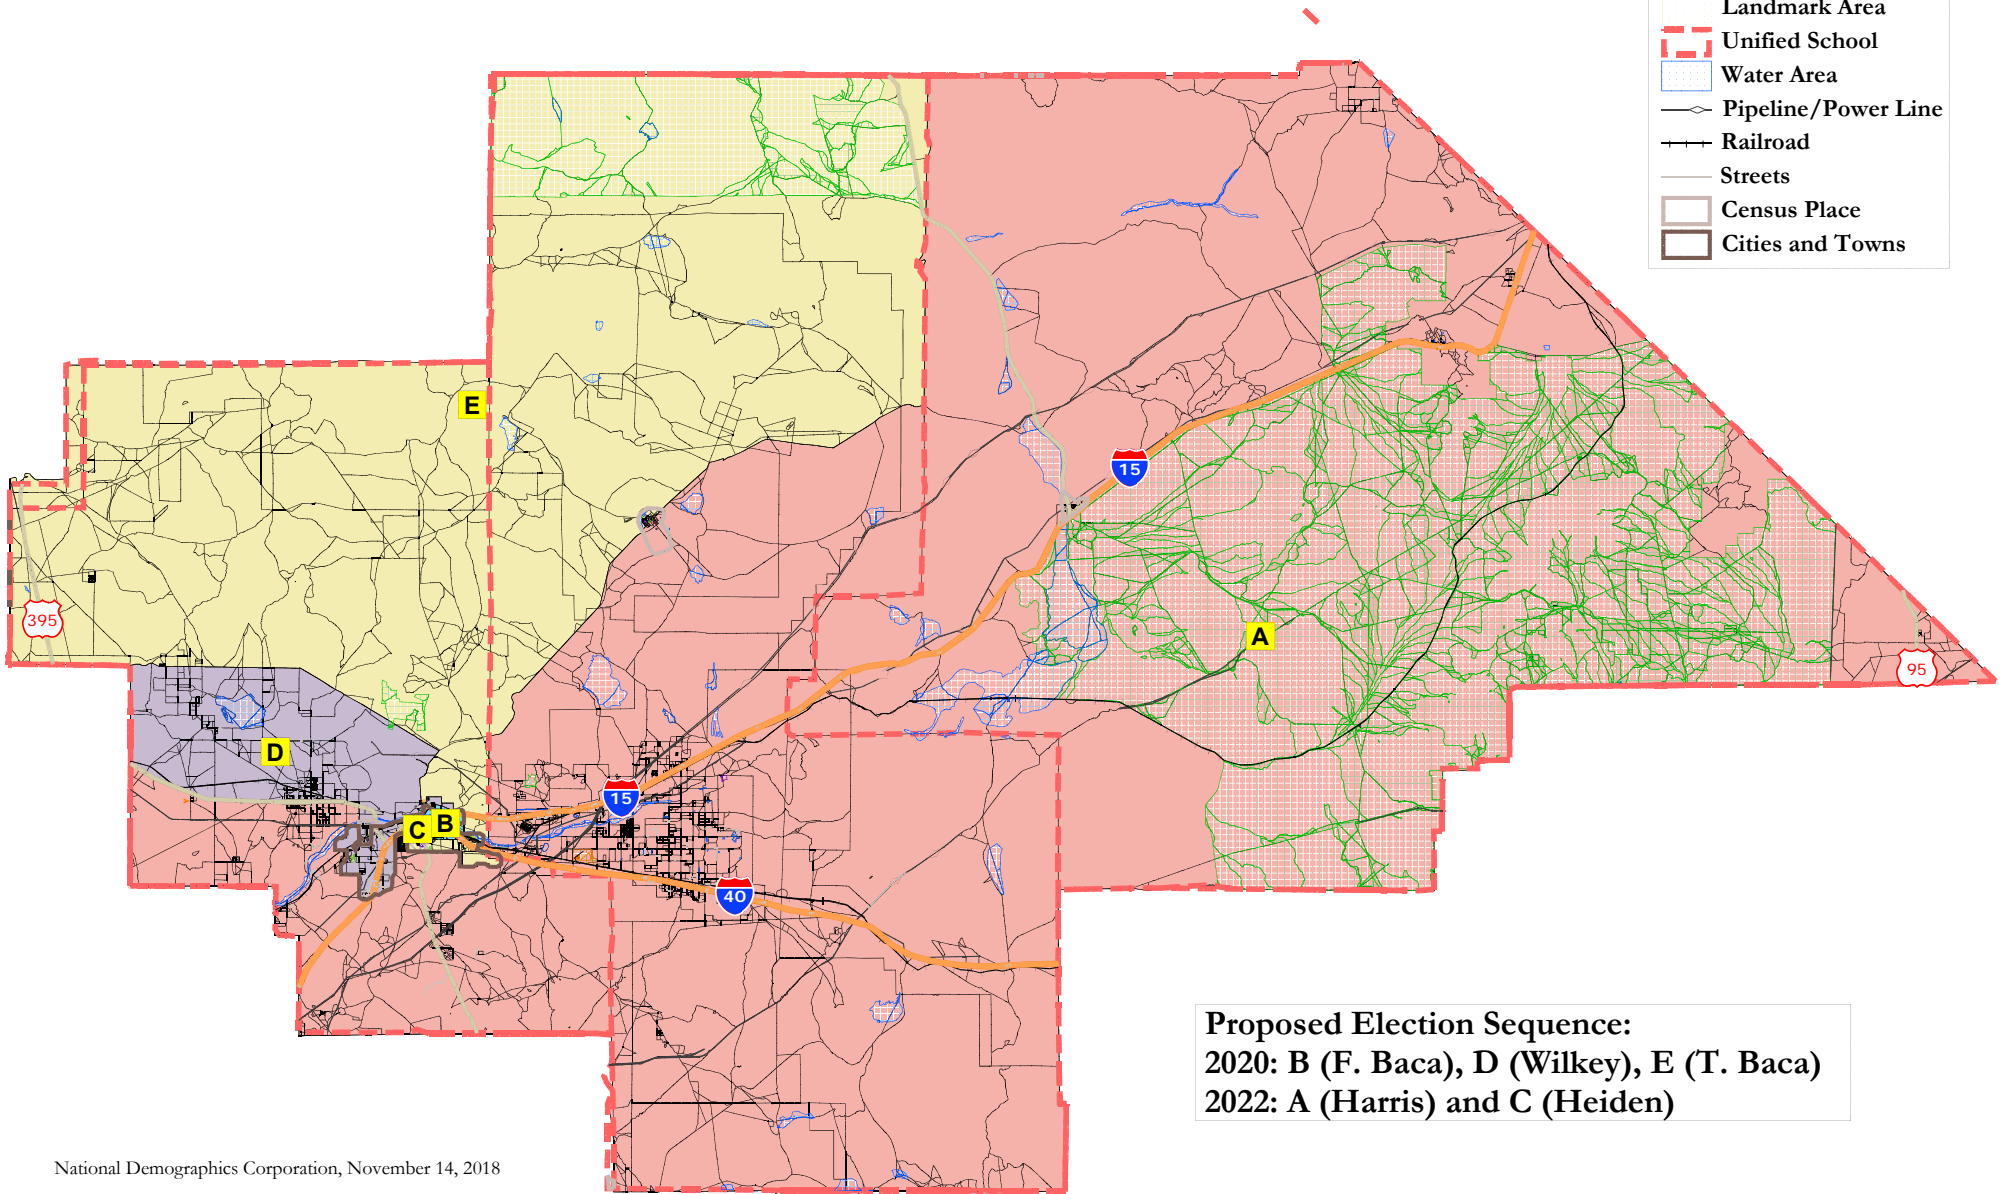 Landmark Area
Unified School
Water Area
Pipeline/Power Line
Railroad
Streets
Census Place
Cities and Towns
E
15
A
395
95
D
15
C
B
40
Proposed Election Sequence:
2020: B (F. Baca), D (Wilkey), E (T. Baca)
2022: A (Harris) and C (Heiden)
National Demographics Corporation, November 14, 2018